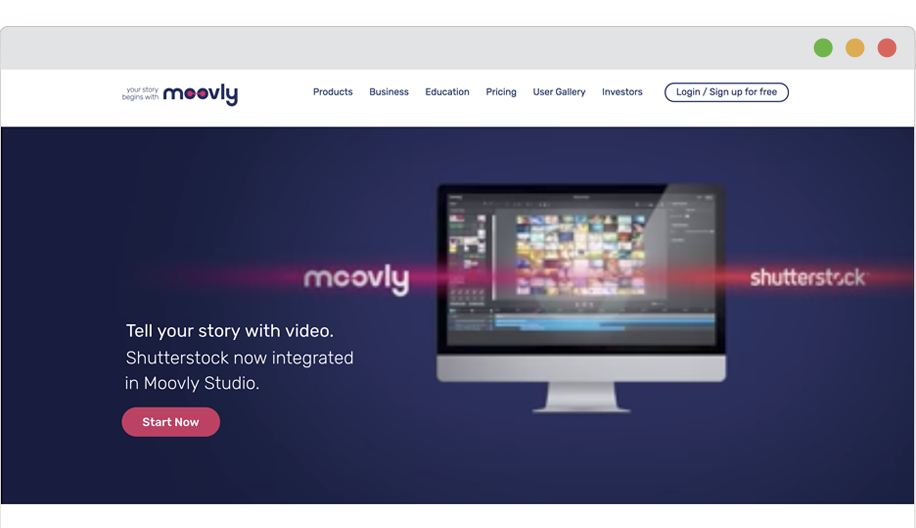 your story
begins with moovly
Products Business Education Pricing User Gallery Investors Login / Sign up for free
moovly
shutterstock
Tell your story with video.
Shutterstock now integrated
in Moovly Studio.
Start Now